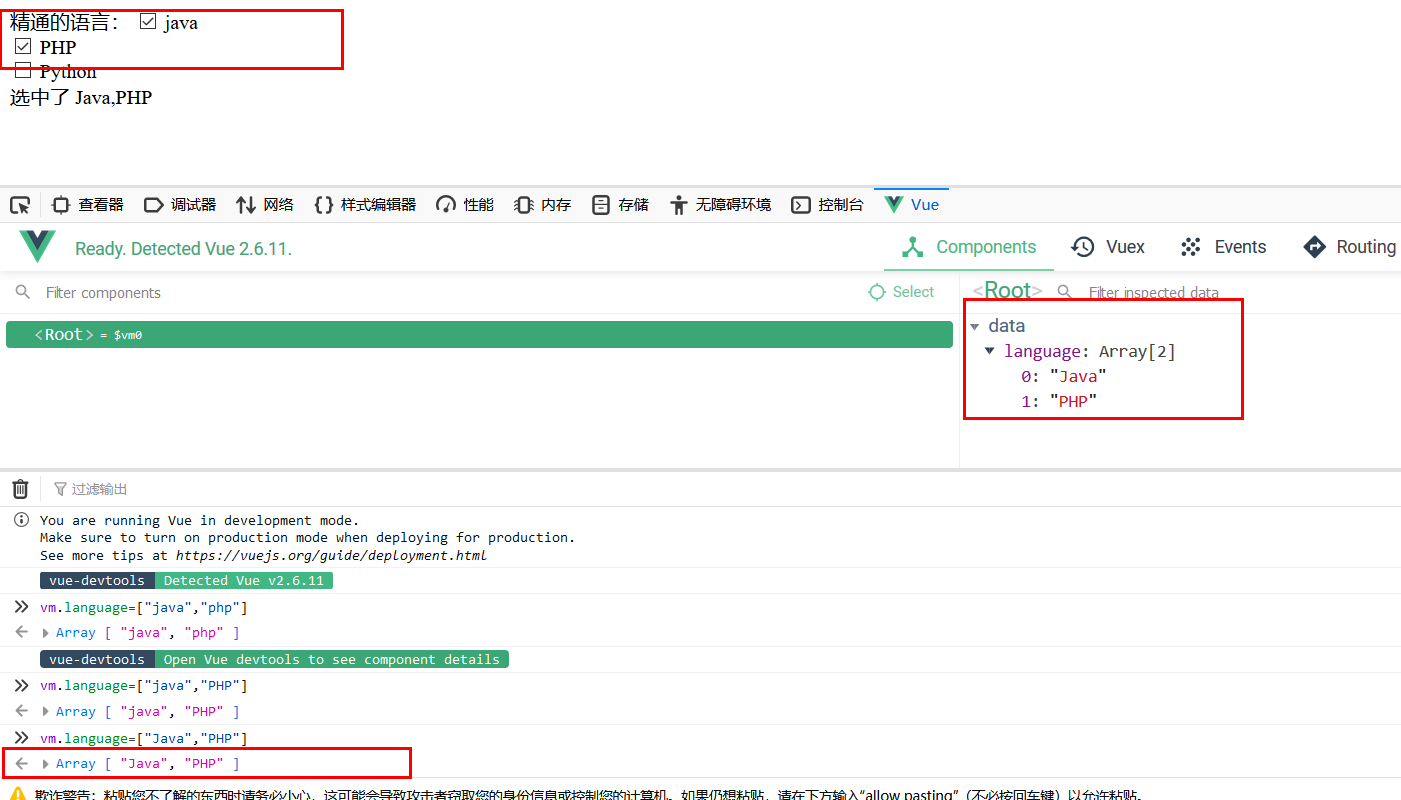 精通的语言： java
PHP
Python
选中了 Java,PHP
查看器 调试器 网络 {} 样式编辑器 性能 内存 存储 无障碍环境 控制台 Vue
Ready. Detected Vue 2.6.11.
Components Vuex Events Routing
Filter components Select
<Root> Filter inspected data
<Root> = $vm0
data
language: Array[2]
0: "Java"
1: "PHP"
过滤输出
You are running Vue in development mode.
Make sure to turn on production mode when deploying for production.
See more tips at https://vuejs.org/guide/deployment.html
vue-devtools Detected Vue v2.6.11
vm.language=["java","php"]
Array [ "java", "php" ]
vue-devtools Open Vue devtools to see component details
vm.language=["java","PHP"]
Array [ "java", "PHP" ]
vm.language=["Java","PHP"]
Array [ "Java", "PHP" ]
欺诈警告：粘贴您不了解的东西时请务必小心，这可能会导致攻击者窃取您的身份信息或控制您的计算机。如果仍想粘贴，请在下方输入“allow pasting”（不必按回车键）以允许粘贴。